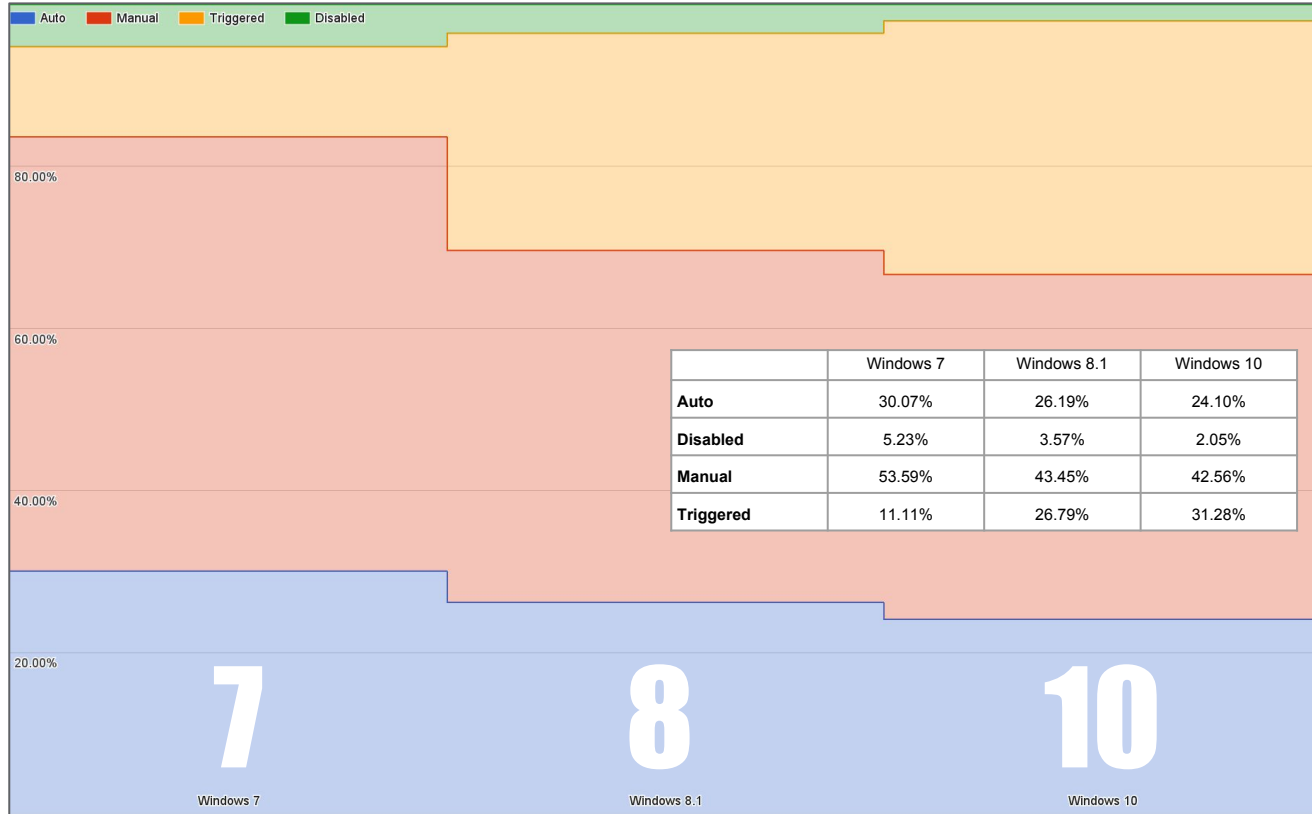 Auto Manual Triggered Disabled
80.00%
60.00%
Windows 7 Windows 8.1 Windows 10
Auto 30.07% 26.19% 24.10%
Disabled 5.23% 3.57% 2.05%
Manual 53.59% 43.45% 42.56%
40.00%
Triggered 11.11% 26.79% 31.28%
20.00%
7 8 10
Windows 7 Windows 8.1 Windows 10